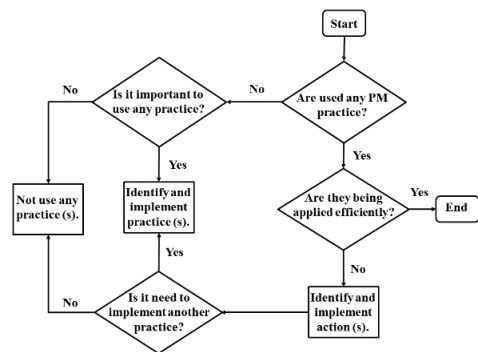 Start
Are used any PM
practice?
No
Is it important to
use any practice?
No
Yes
Yes
Not use any
practice (s).
Identify and
implement
practice (s).
Are they being
applied efficiently?
Yes
End
Yes
No
Is it need to
implement another
practice?
No
Identify and
implement
action (s).